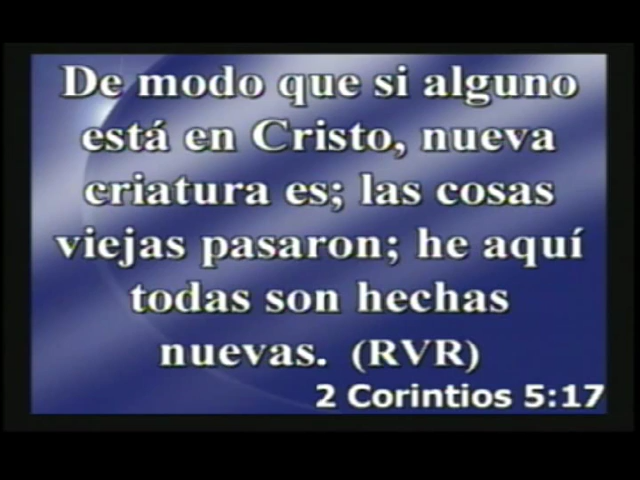 De modo que si alguno
está en Cristo, nueva
criatura es; las cosas
viejas pasaron; he aquí
todas son hechas
nuevas. (RVR)
2 Corintios 5:17